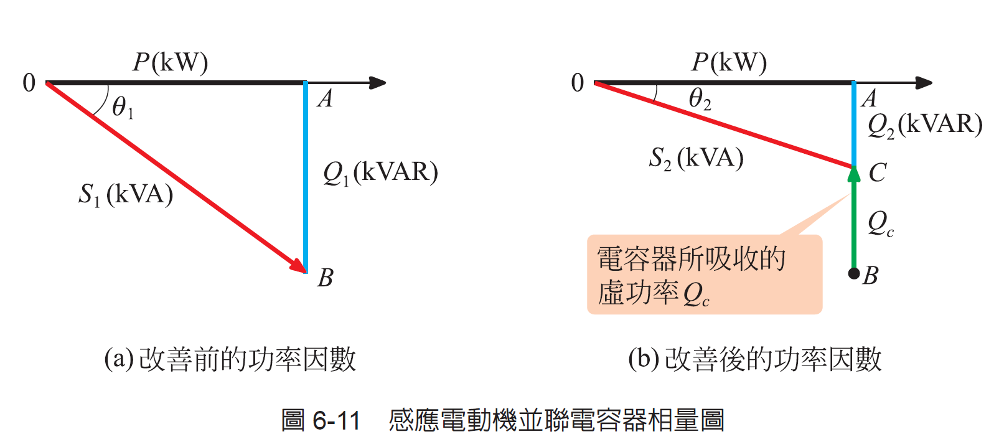 P(kW)
0
θ1
A
Q1(kVAR)
S1(kVA)
B
(a)改善前的功率因數
P(kW)
0
θ2
A
Q2(kVAR)
S2(kVA)
C
電容器所吸收的
虛功率Qc
Qc
B
(b)改善後的功率因數
圖 6-11 感應電動機並聯電容器相量圖